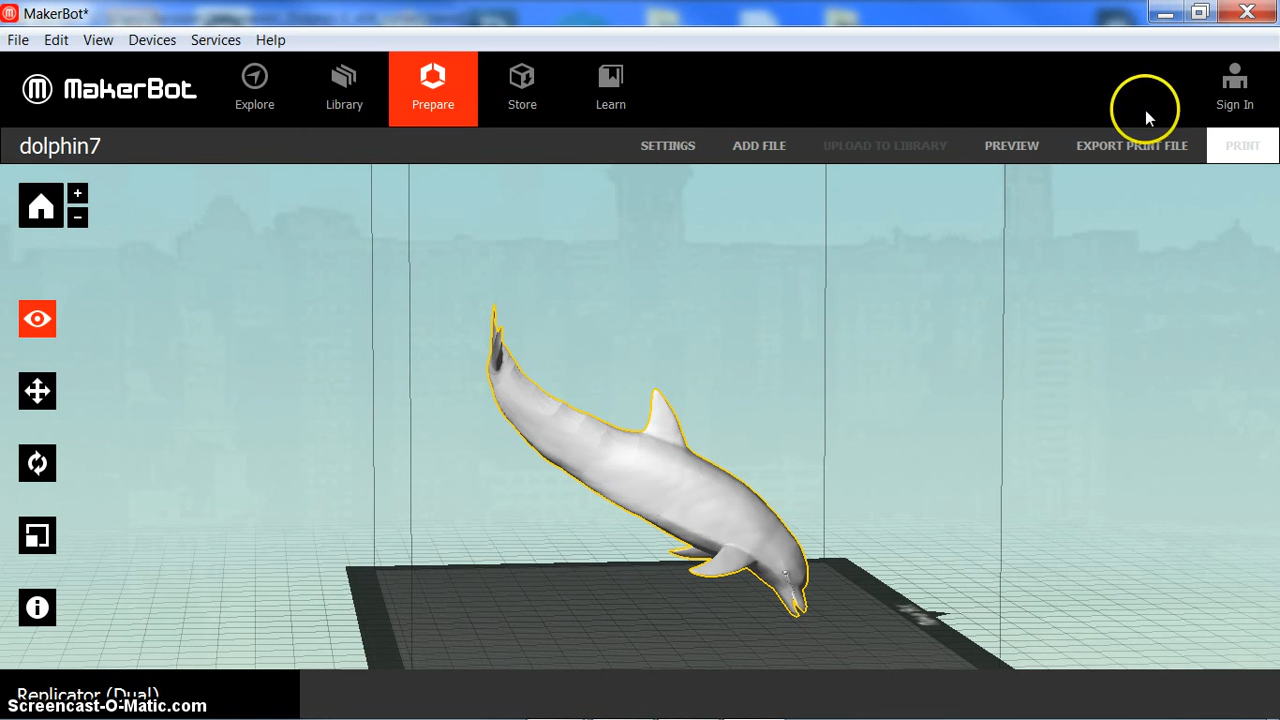 MakerBot*
File Edit View Devices Services Help
MakerBot Explore Library Prepare Store Learn Sign In
dolphin7 SETTINGS ADD FILE UPLOAD TO LIBRARY PREVIEW EXPORT PRINT FILE PRINT
+
-
Replicator (Dual)
Screencast-O-Matic.com